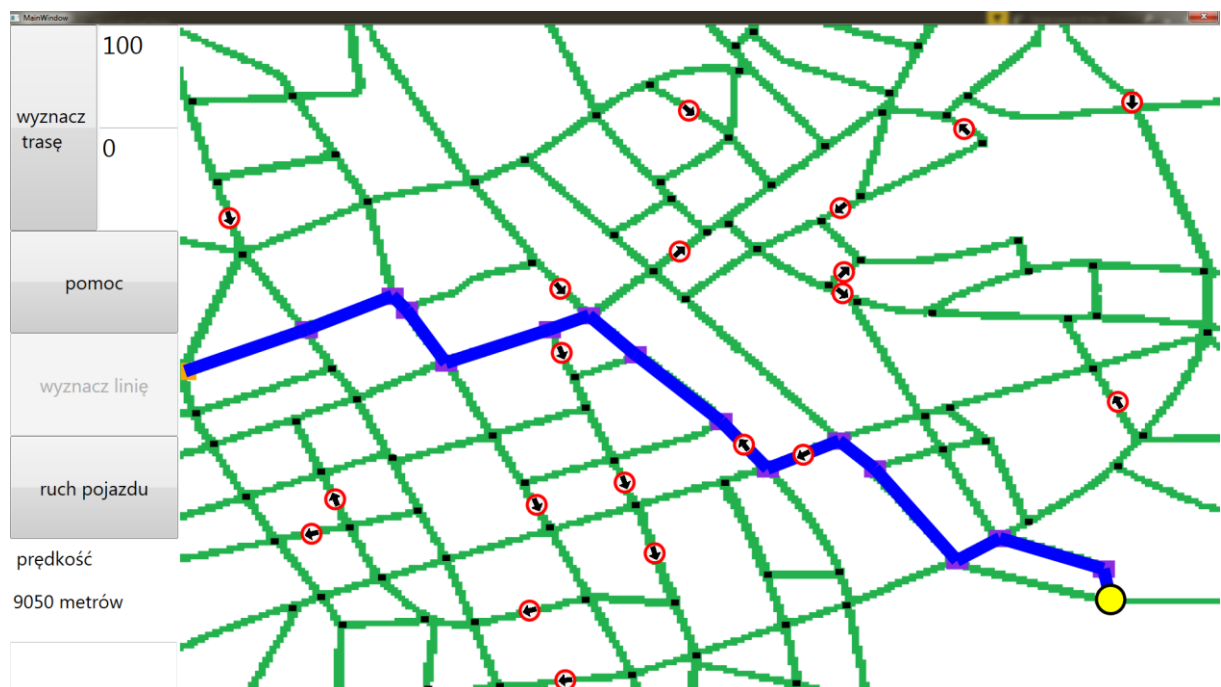 MainWindow
100
wyznacz
trasę
0
pomoc
wyznacz linię
ruch pojazdu
prędkość
9050 metrów